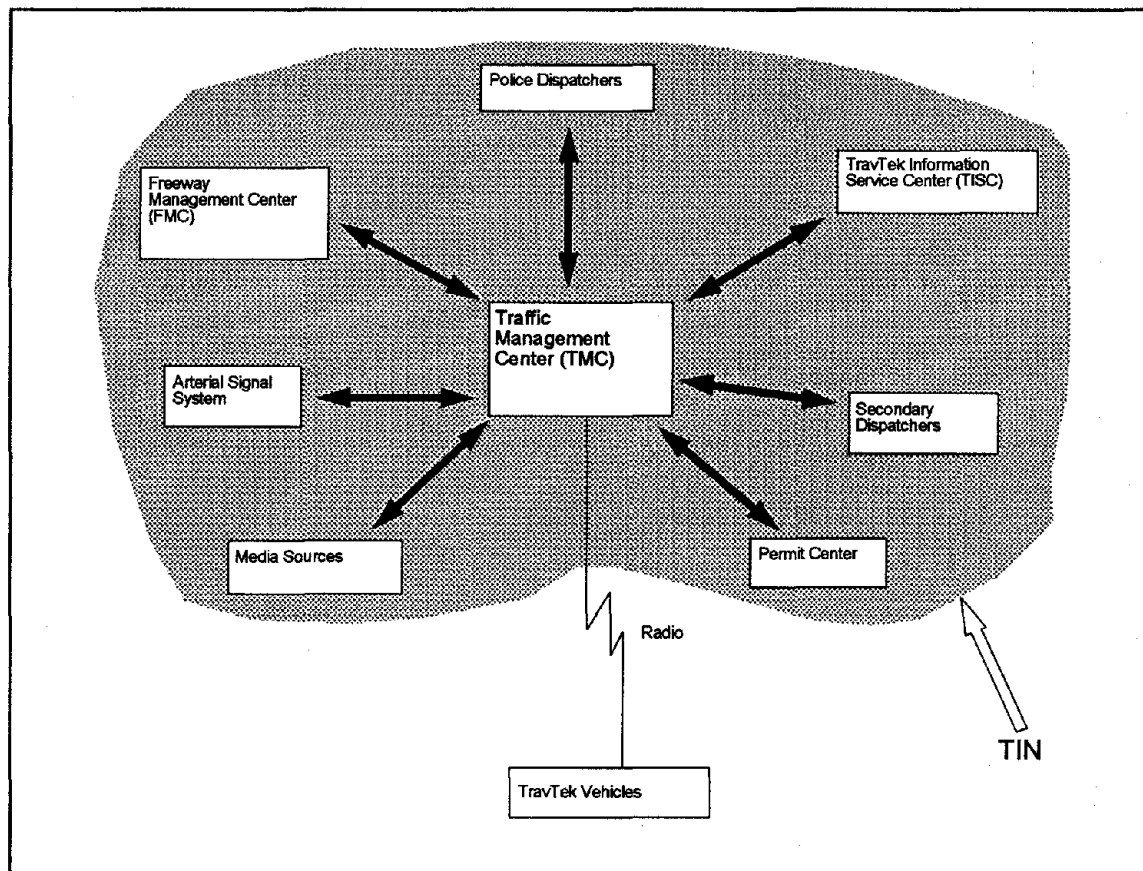 Police Dispatchers
TravTek Information
Service Center (TISC)
Freeway
Management Center
(FMC)
Traffic
Management
Center (TMC)
Arterial Signal
System
Secondary
Dispatchers
Media Sources
Permit Center
Radio
TIN
TravTek Vehicles